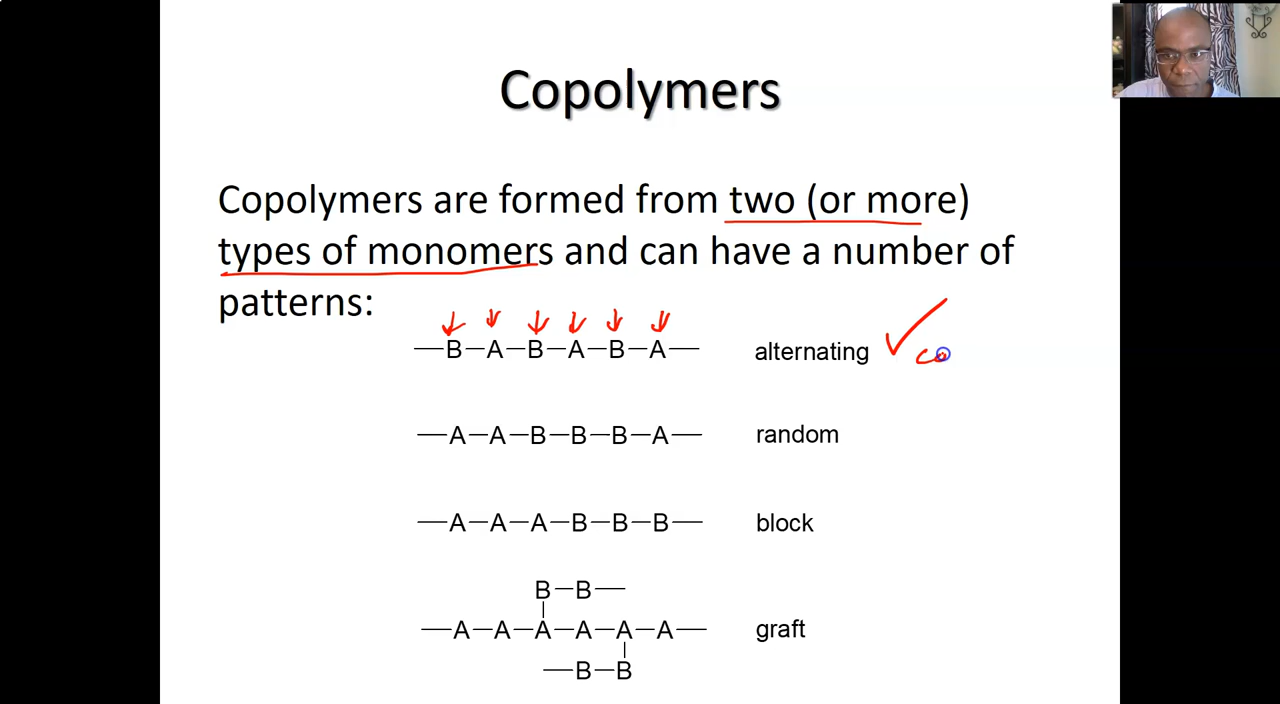 Copolymers
Copolymers are formed from two (or more)
types of monomers and can have a number of
patterns:
—B—A—B—A—B—A— alternating co
—A—A—B—B—B—A— random
—A—A—A—B—B—B— block
B—B—
—A—A—A—A—A—A— graft
—B—B